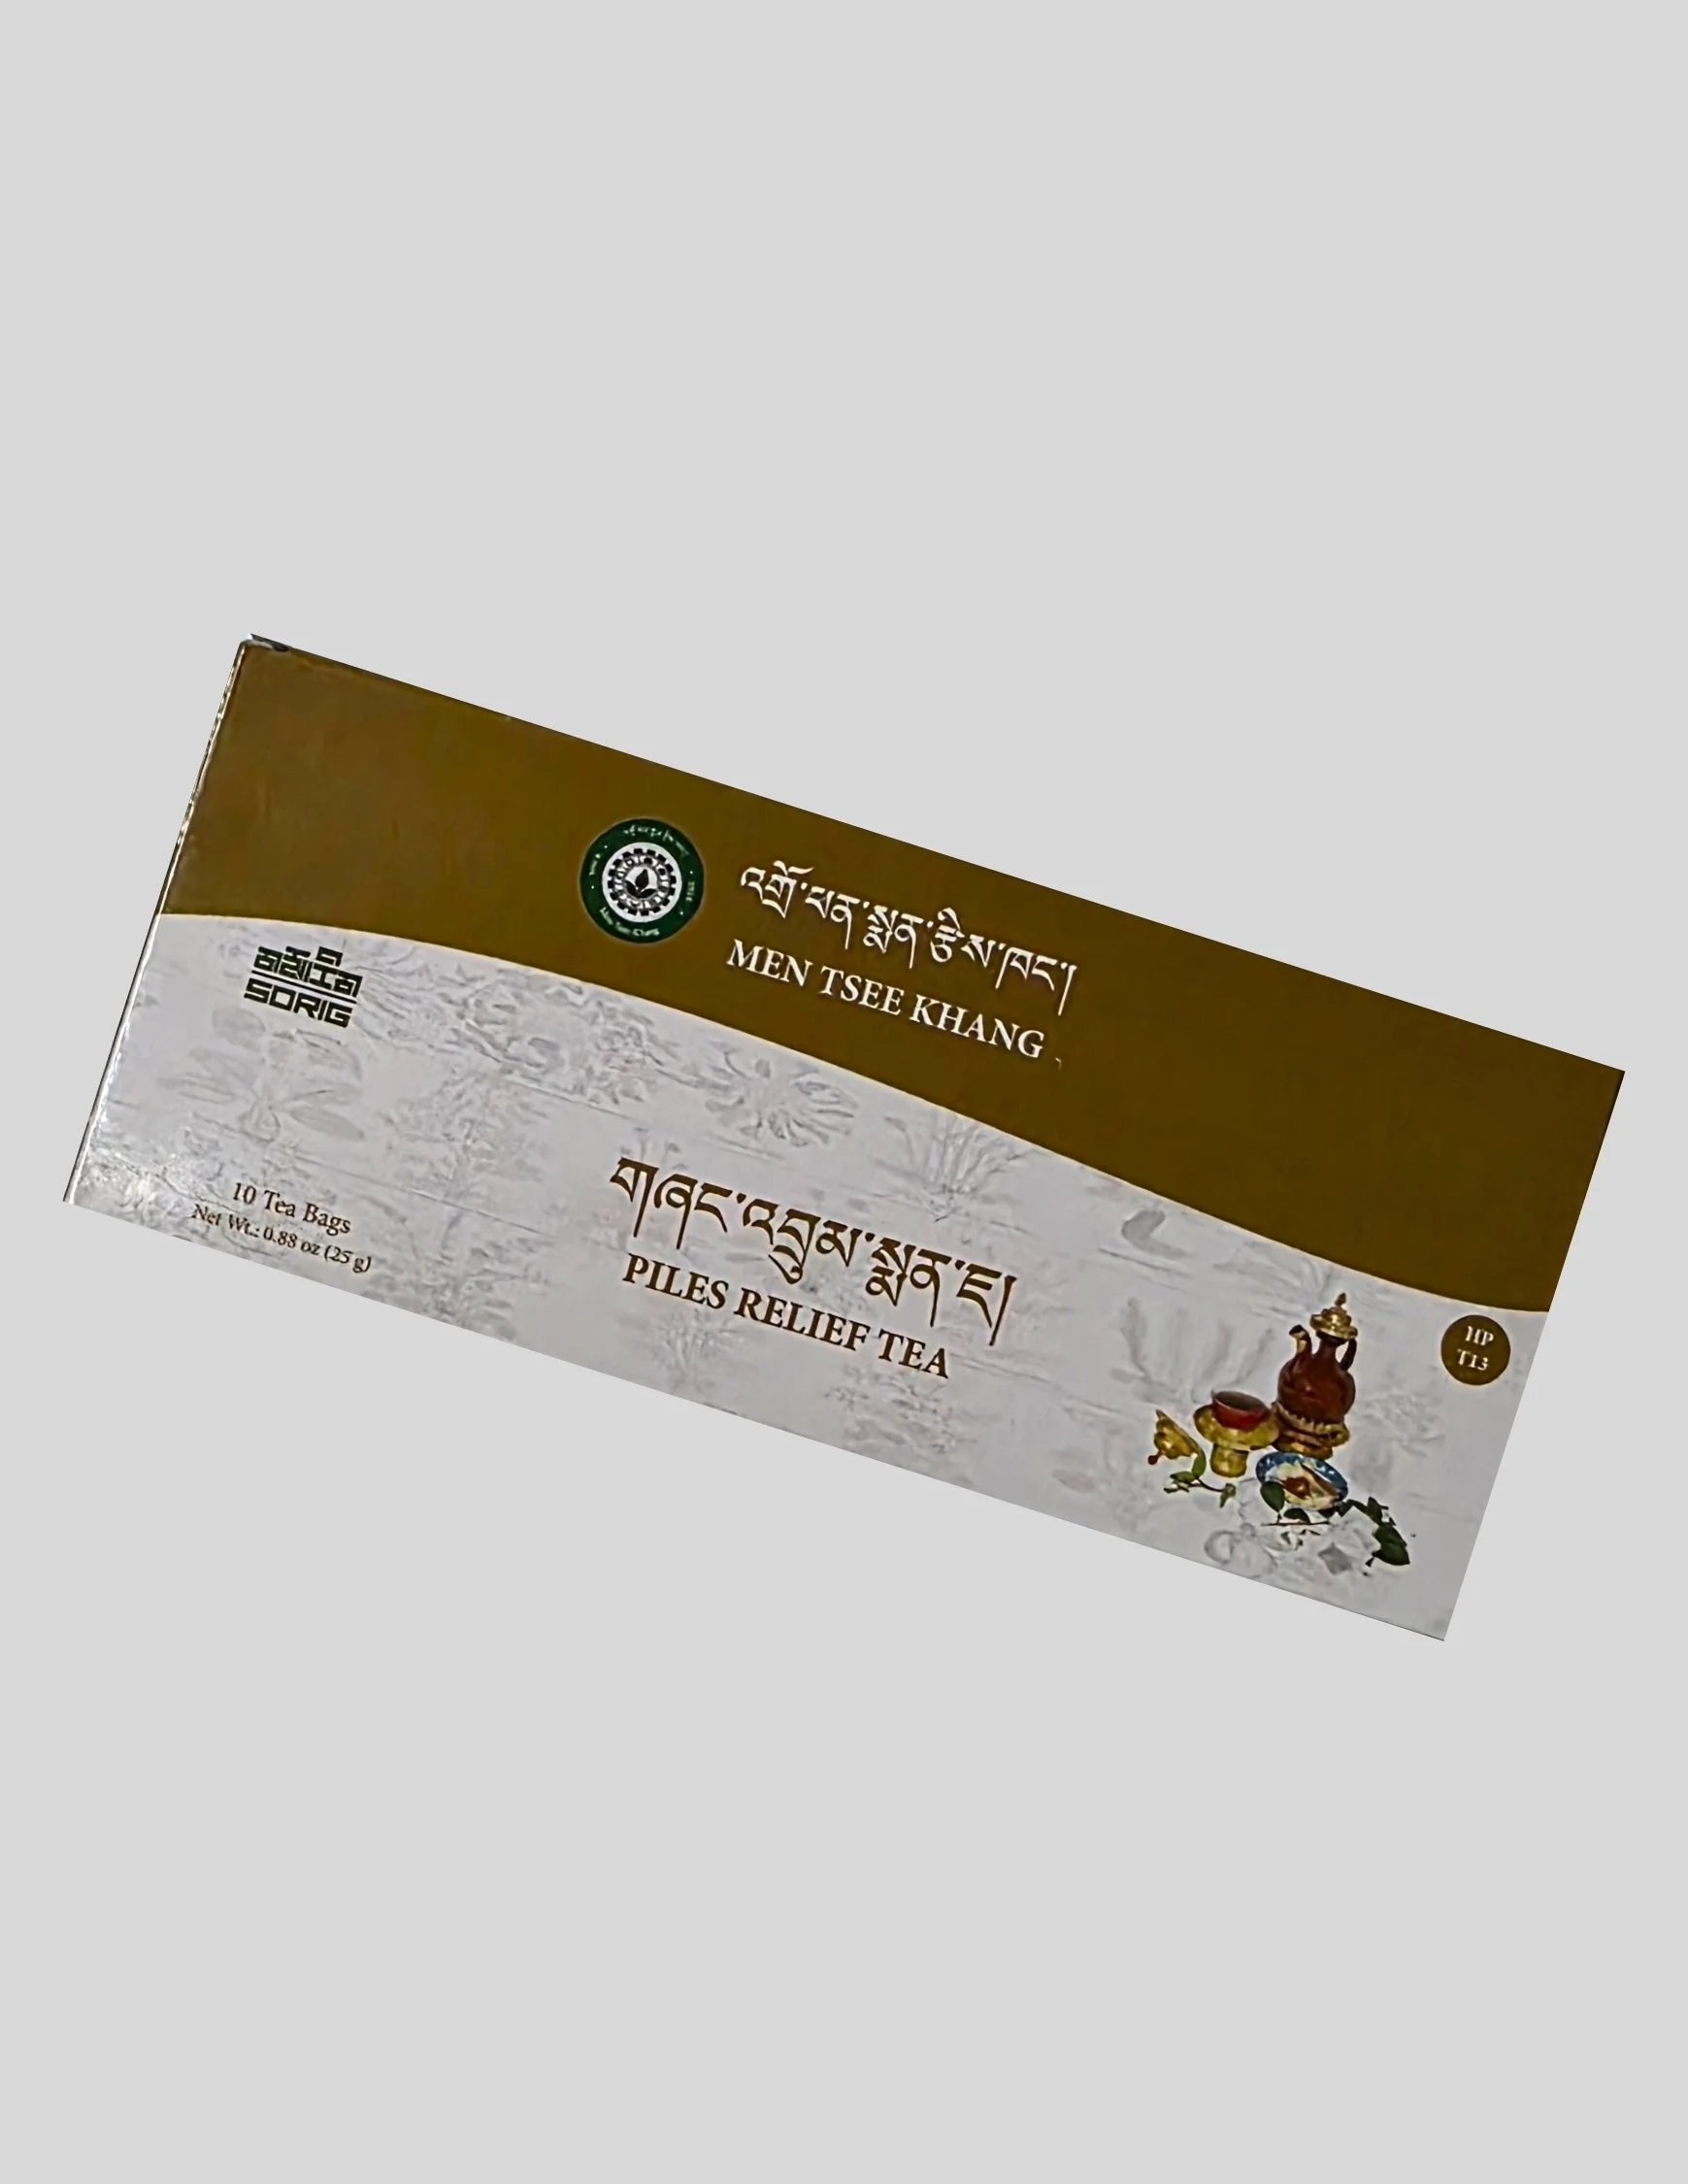 འགྲོ་ཕན་སྨན་རྩིས་ཁང་།
MEN TSEE KHANG
SORIG
གཞང་འབྲུམ་སྨན་ཇ།
PILES RELIEF TEA
10 Tea Bags
Net Wt.: 0.88 oz (25 g)
HP
T13